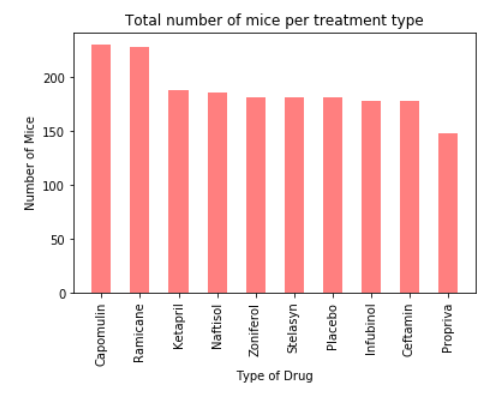 Total number of mice per treatment type
Number of Mice
200
150
100
50
0
Capomulin
Ramicane
Ketapril
Naftisol
Zoniferol
Stelasyn
Placebo
Infubinol
Ceftamin
Propriva
Type of Drug